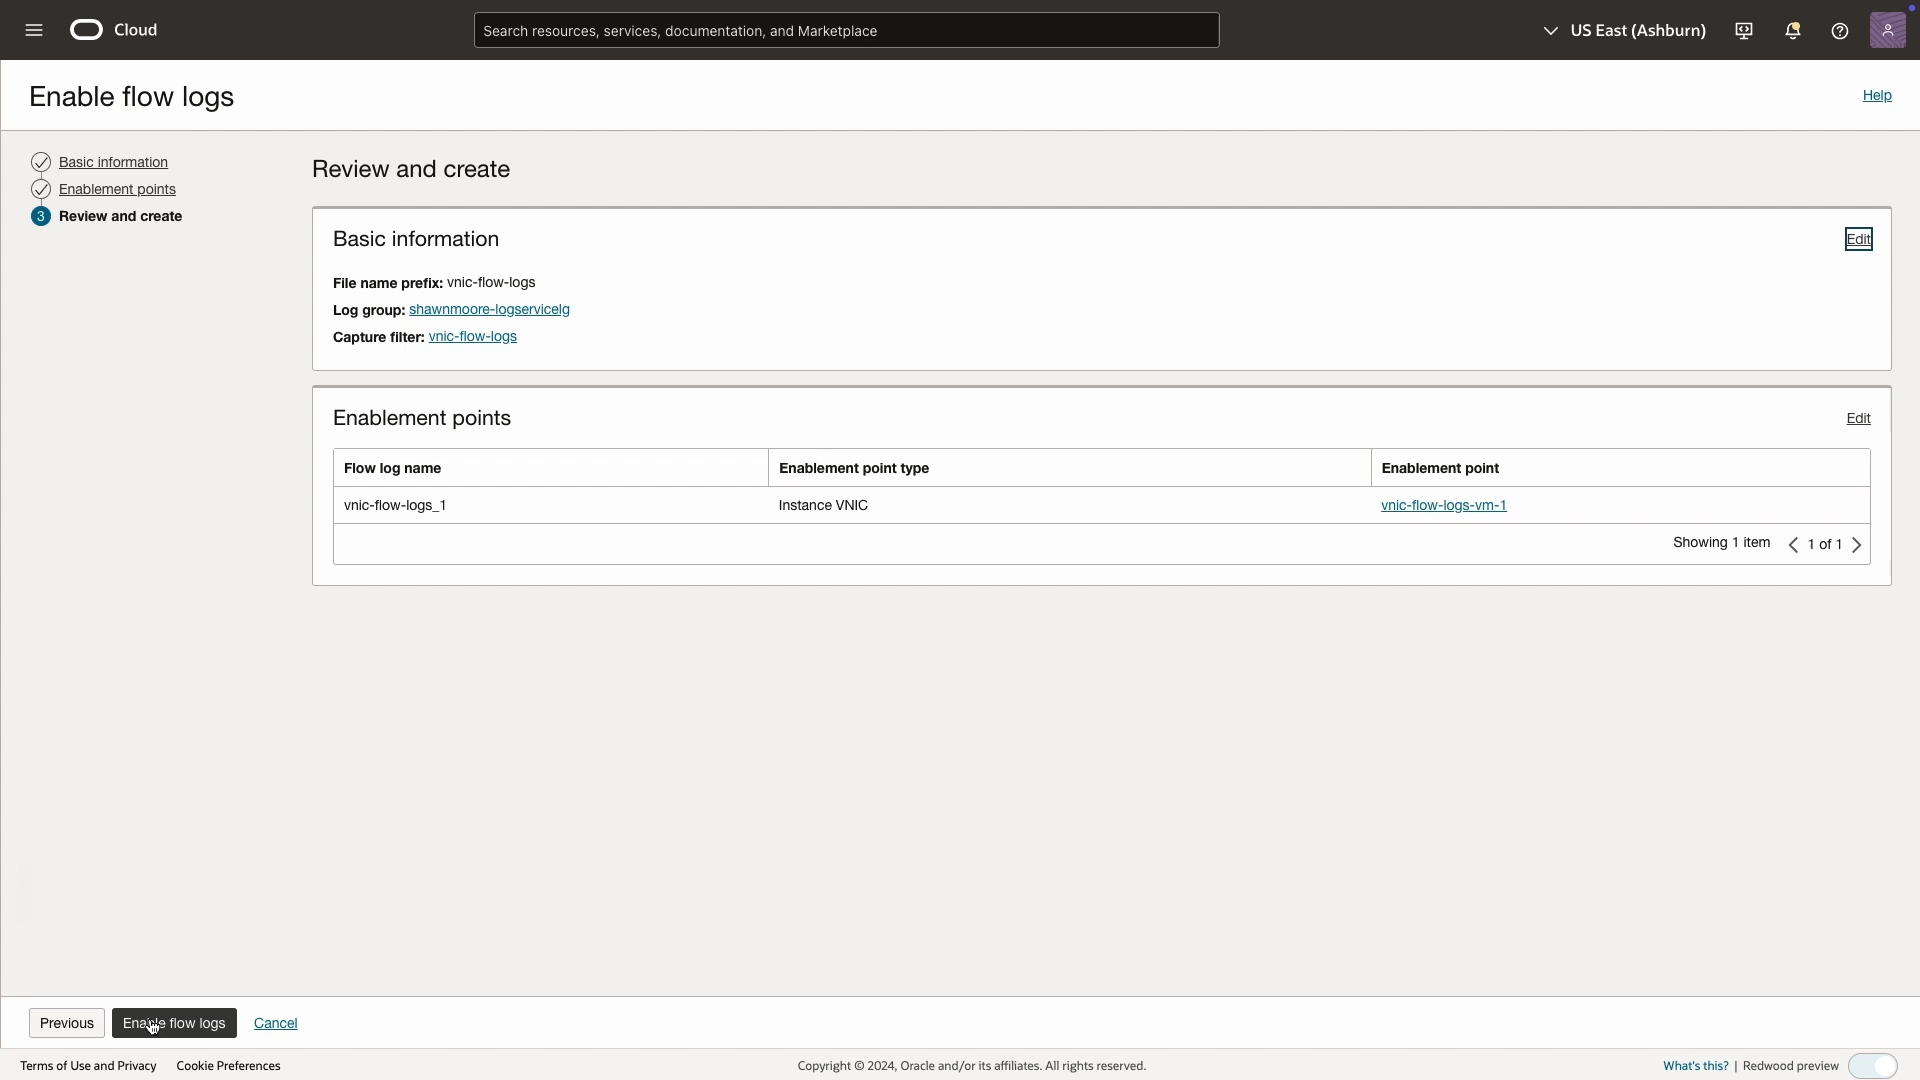 Cloud
Search resources, services, documentation, and Marketplace
US East (Ashburn)
Enable flow logs
Help
Basic information
Enablement points
3 Review and create
Review and create
Basic information
Edit
File name prefix: vnic-flow-logs
Log group: shawnmoore-logservicelg
Capture filter: vnic-flow-logs
Enablement points
Edit
Flow log name Enablement point type Enablement point
vnic-flow-logs_1 Instance VNIC vnic-flow-logs-vm-1
Showing 1 item 1 of 1
Previous Enable flow logs Cancel
Terms of Use and Privacy Cookie Preferences Copyright © 2024, Oracle and/or its affiliates. All rights reserved. What's this? | Redwood preview